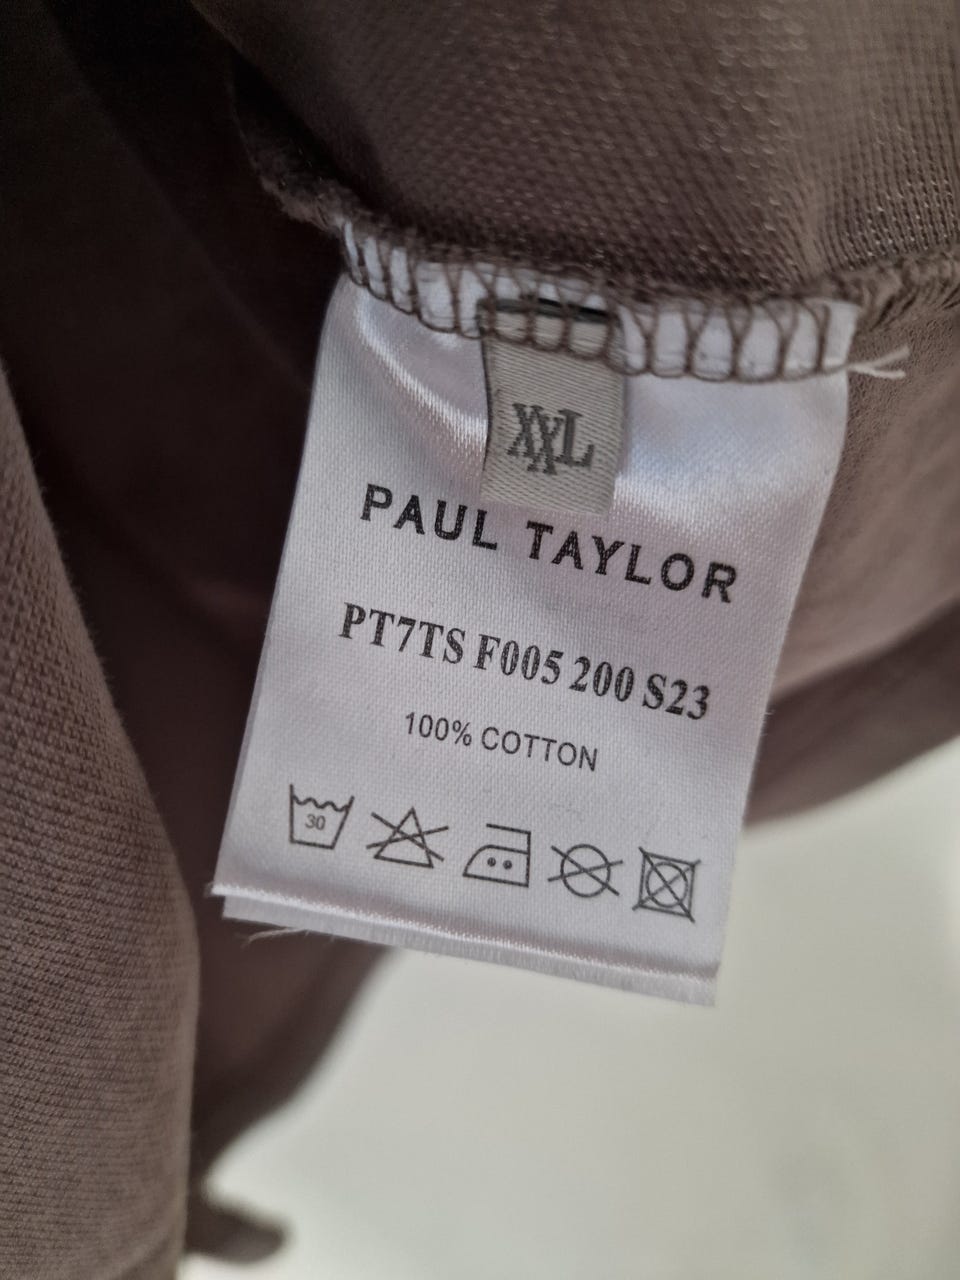 XXL
PAUL TAYLOR
PT7TS F005 200 S23
100% COTTON
30